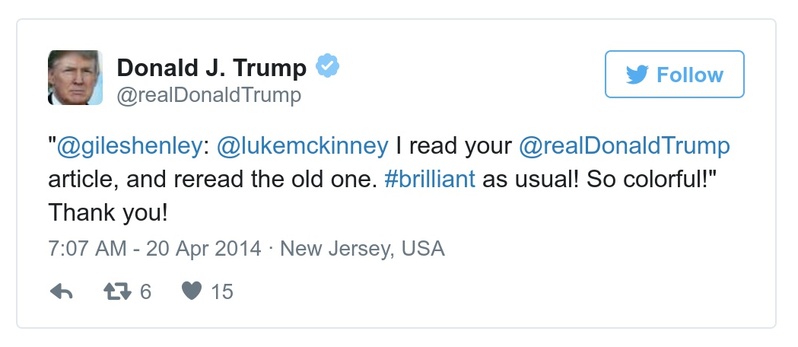 Donald J. Trump
@realDonaldTrump
Follow
"@gileshenley: @lukemckinney I read your @realDonaldTrump
article, and reread the old one. #brilliant as usual! So colorful!"
Thank you!
7:07 AM - 20 Apr 2014 · New Jersey, USA
6 15